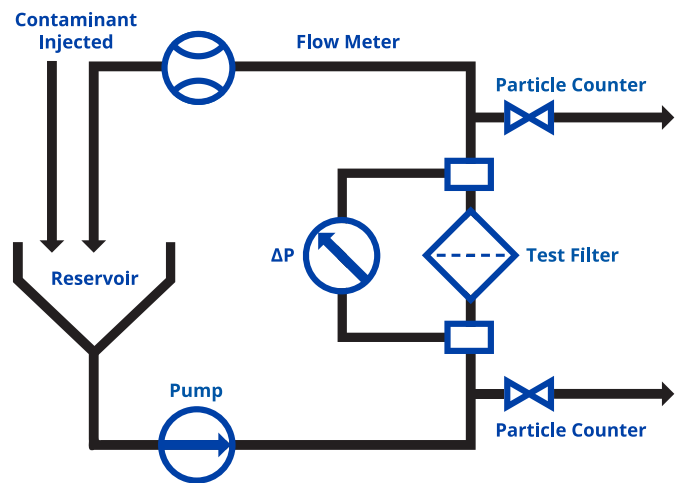 Contaminant
Injected
Flow Meter
Particle Counter
Reservoir
ΔP
Test Filter
Pump
Particle Counter